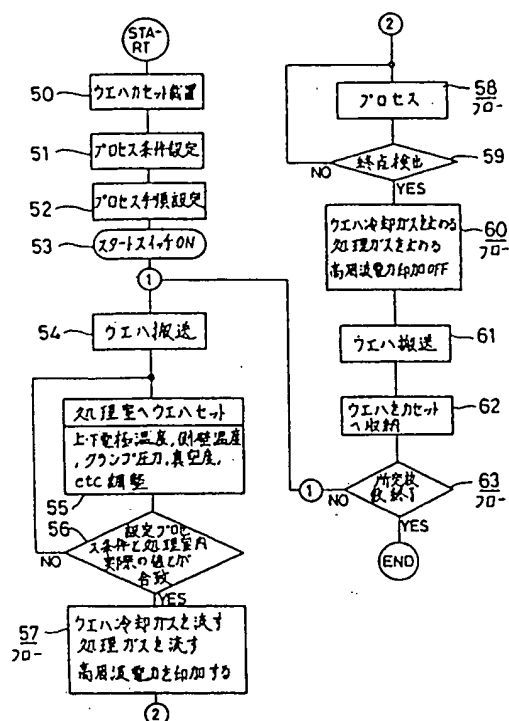 STA-
RT
50
ウエハカセット載置
51
プロセス条件設定
52
プロセス手順設定
53
スタートスイッチON
1
54
ウエハ搬送
処理室へウエハセット
上・下電極温度,側壁温度
,クランプ圧力,真空度,
etc 調整
55
56
設定プロセ
ス条件と処理室内
実際の値とが
合致
NO
YES
57
フロー
ウエハ冷却ガスを流す
処理ガスを流す
高周波電力を印加する
2
2
プロセス
58
フロー
終点検出
59
NO
YES
ウエハ冷却ガスを止める
処理ガスを止める
高周波電力印加OFF
60
フロー
ウエハ搬送
61
ウエハをカセット
へ収納
62
所定枚
数終了
63
フロー
1
NO
YES
END